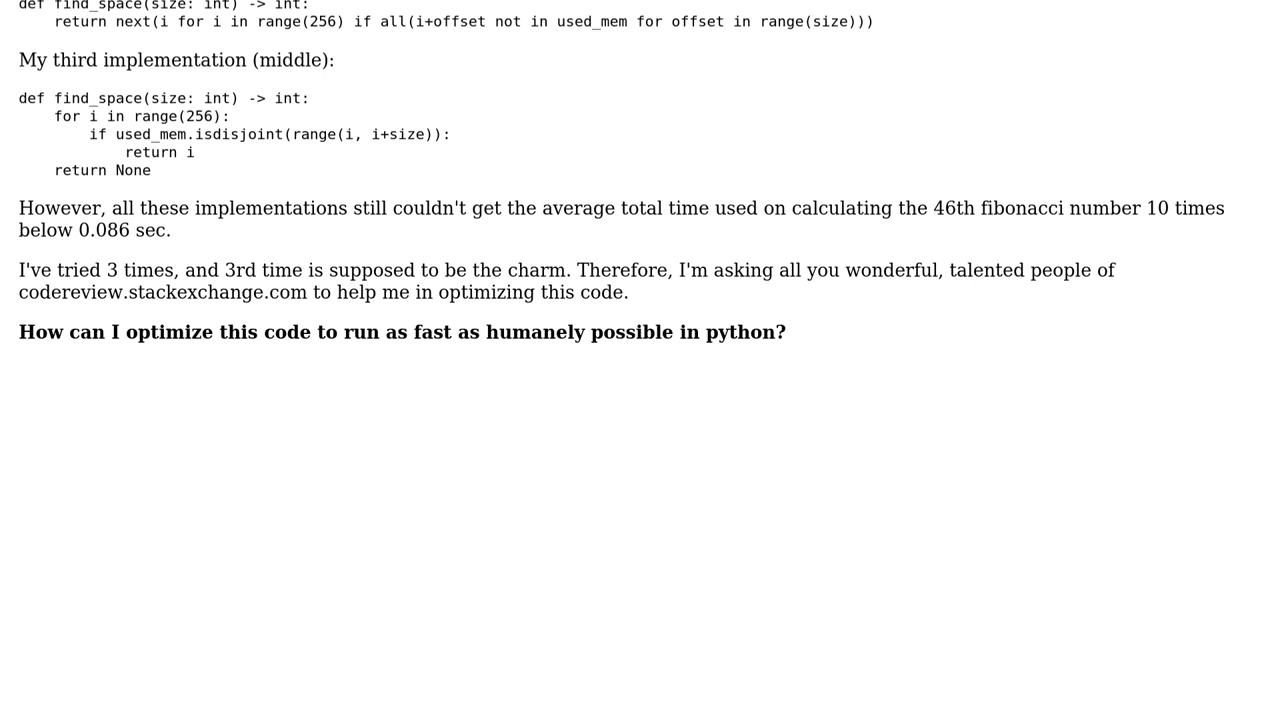 def find_space(size: int) -> int:
    return next(i for i in range(256) if all(i+offset not in used_mem for offset in range(size)))
My third implementation (middle):
def find_space(size: int) -> int:
    for i in range(256):
        if used_mem.isdisjoint(range(i, i+size)):
            return i
    return None
However, all these implementations still couldn't get the average total time used on calculating the 46th fibonacci number 10 times
below 0.086 sec.
I've tried 3 times, and 3rd time is supposed to be the charm. Therefore, I'm asking all you wonderful, talented people of
codereview.stackexchange.com to help me in optimizing this code.
How can I optimize this code to run as fast as humanely possible in python?